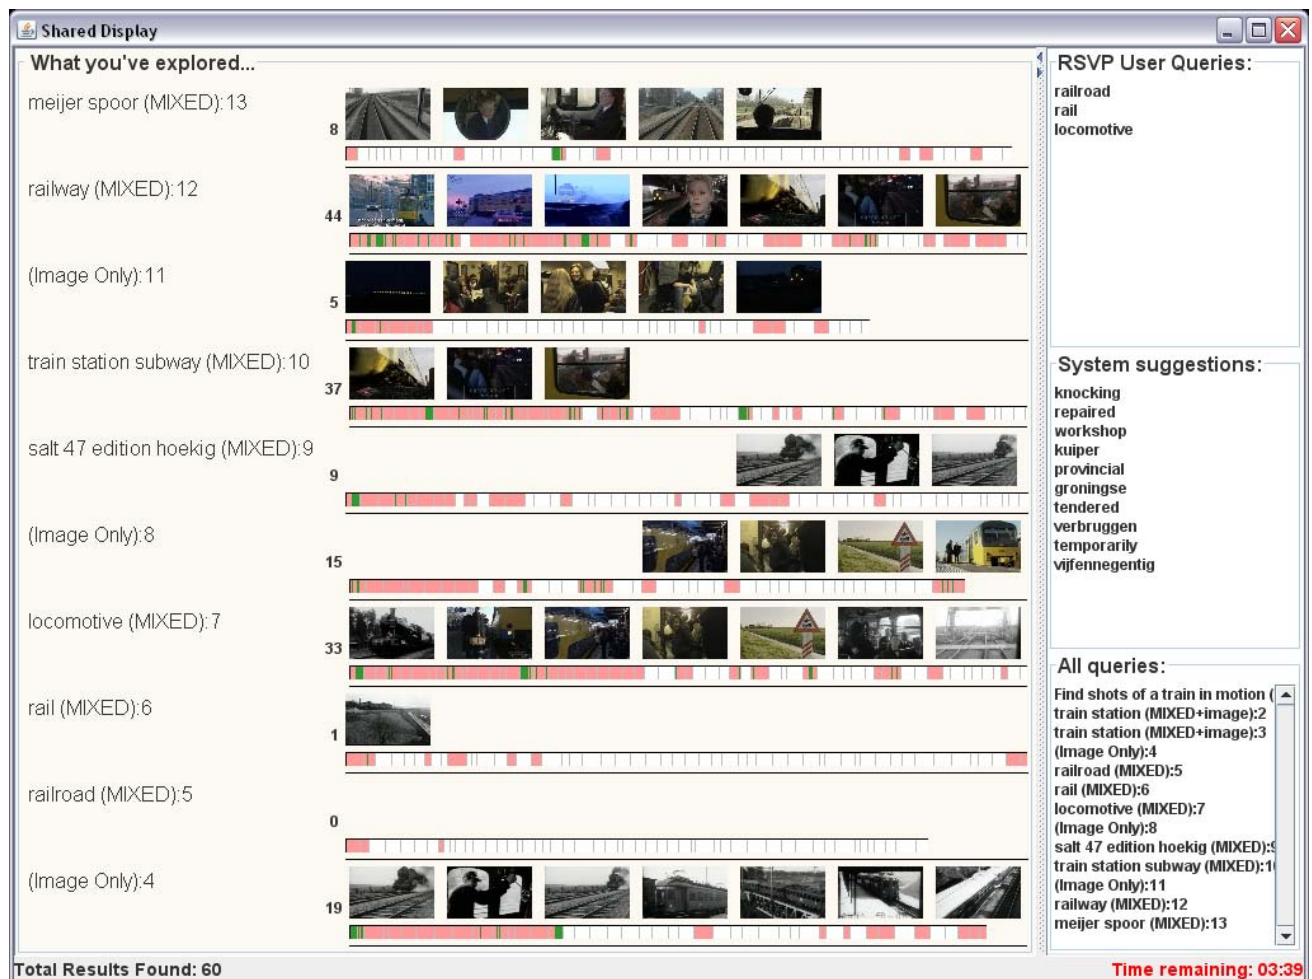 Shared Display
What you've explored...
meijer spoor (MIXED):13
8
railway (MIXED):12
44
(Image Only):11
5
train station subway (MIXED):10
37
salt 47 edition hoekig (MIXED):9
9
(Image Only):8
15
locomotive (MIXED):7
33
rail (MIXED):6
1
railroad (MIXED):5
0
(Image Only):4
19
RSVP User Queries:
railroad
rail
locomotive
System suggestions:
knocking
repaired
workshop
kuiper
provincial
groningse
tendered
verbruggen
temporarily
vijfennegentig
All queries:
Find shots of a train in motion (
train station (MIXED+image):2
train station (MIXED+image):3
(Image Only):4
railroad (MIXED):5
rail (MIXED):6
locomotive (MIXED):7
(Image Only):8
salt 47 edition hoekig (MIXED):9
train station subway (MIXED):1
(Image Only):11
railway (MIXED):12
meijer spoor (MIXED):13
Total Results Found: 60
Time remaining: 03:39